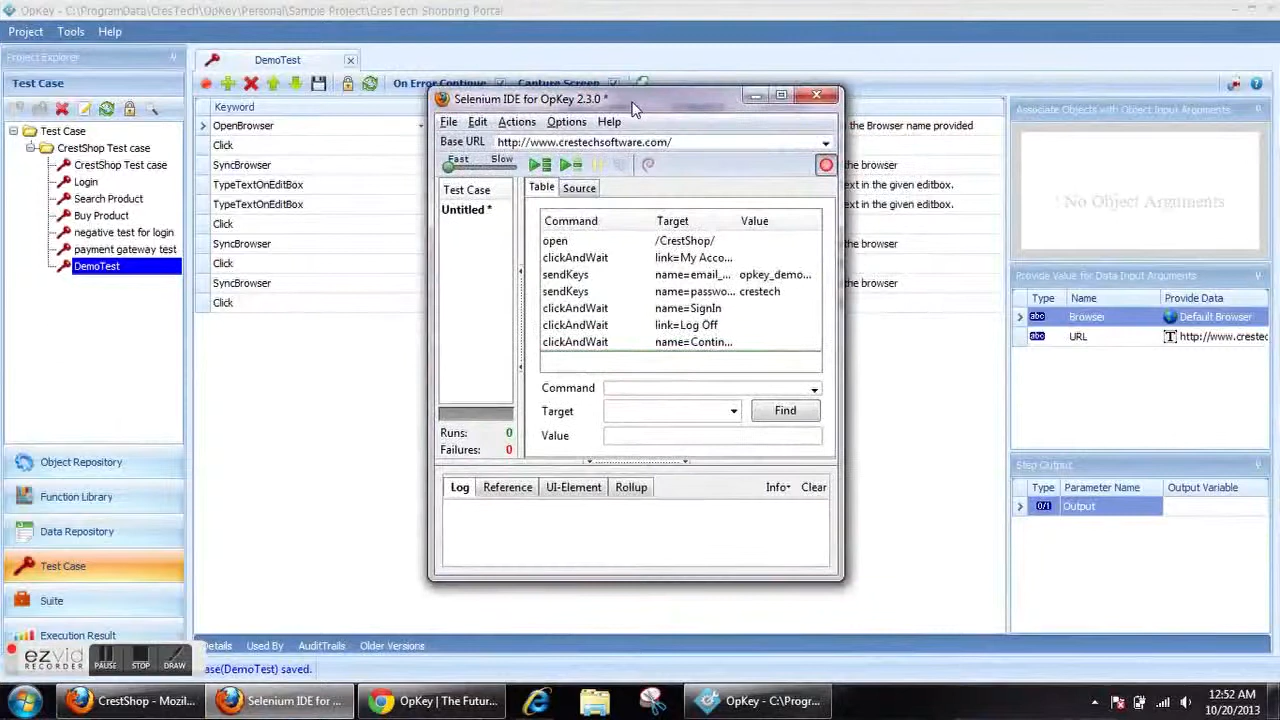 OpKey - C:\ProgramData\CresTech\OpKey\Personal\Sample Project\CresTech Shopping Portal
Project Tools Help
Project Explorer
Test Case
Test Case
CrestShop Test case
CrestShop Test case
Login
Search Product
Buy Product
negative test for login
payment gateway test
DemoTest
Object Repository
Function Library
Data Repository
Test Case
Suite
Execution Result
DemoTest
On Error Continue Capture Screen
Keyword
OpenBrowser
Click
SyncBrowser
TypeTextOnEditBox
TypeTextOnEditBox
Click
SyncBrowser
Click
SyncBrowser
Click
the Browser name provided
the browser
ext in the given editbox.
ext in the given editbox.
the browser
the browser
Selenium IDE for OpKey 2.3.0 *
File Edit Actions Options Help
Base URL http://www.crestechsoftware.com/
Fast Slow
Test Case
Untitled *
Table Source
Command Target Value
open /CrestShop/
clickAndWait link=My Acco...
sendKeys name=email_... opkey_demo...
sendKeys name=passwo... crestech
clickAndWait name=SignIn
clickAndWait link=Log Off
clickAndWait name=Contin...
Command
Target Find
Value
Runs: 0
Failures: 0
Log Reference UI-Element Rollup Info Clear
Associate Objects with Object Input Arguments
No Object Arguments
Provide Value for Data Input Arguments
Type Name Provide Data
abc Browser Default Browser
abc URL T http://www.crestec
Step Output
Type Parameter Name Output Variable
0/1 Output
Details Used By AuditTrails Older Versions
ase(DemoTest) saved.
ezvid
RECORDER
PAUSE STOP DRAW
CrestShop - Mozil...
Selenium IDE for ...
OpKey | The Futur...
OpKey - C:\Progr...
12:52 AM
10/20/2013